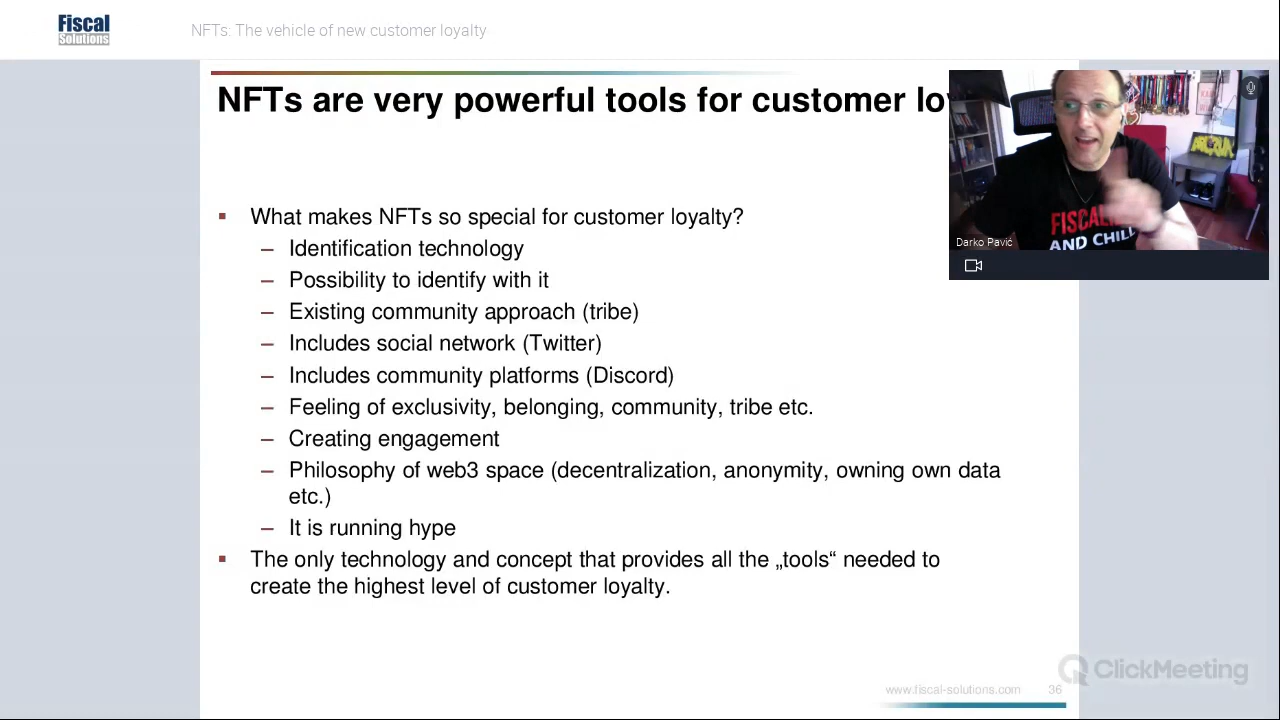 Fiscal
Solutions
NFTs: The vehicle of new customer loyalty
NFTs are very powerful tools for customer
Darko Pavić
AND CHILL
▪ What makes NFTs so special for customer loyalty?
– Identification technology
– Possibility to identify with it
– Existing community approach (tribe)
– Includes social network (Twitter)
– Includes community platforms (Discord)
– Feeling of exclusivity, belonging, community, tribe etc.
– Creating engagement
– Philosophy of web3 space (decentralization, anonymity, owning own data
etc.)
– It is running hype
▪ The only technology and concept that provides all the „tools“ needed to
create the highest level of customer loyalty.
ClickMeeting
www.fiscal-solutions.com 36